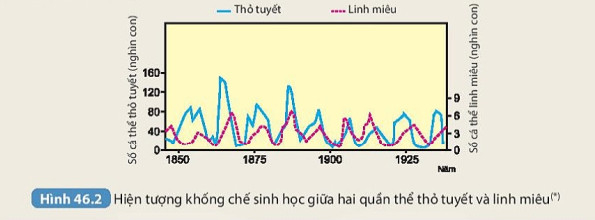 Thỏ tuyết Linh miêu
Số cá thể thỏ tuyết (nghìn con)
160
120
80
40
0
Số cá thể linh miêu (nghìn con)
9
6
3
0
1850 1875 1900 1925
Năm
Hình 46.2 Hiện tượng khống chế sinh học giữa hai quần thể thỏ tuyết và linh miêu(*)